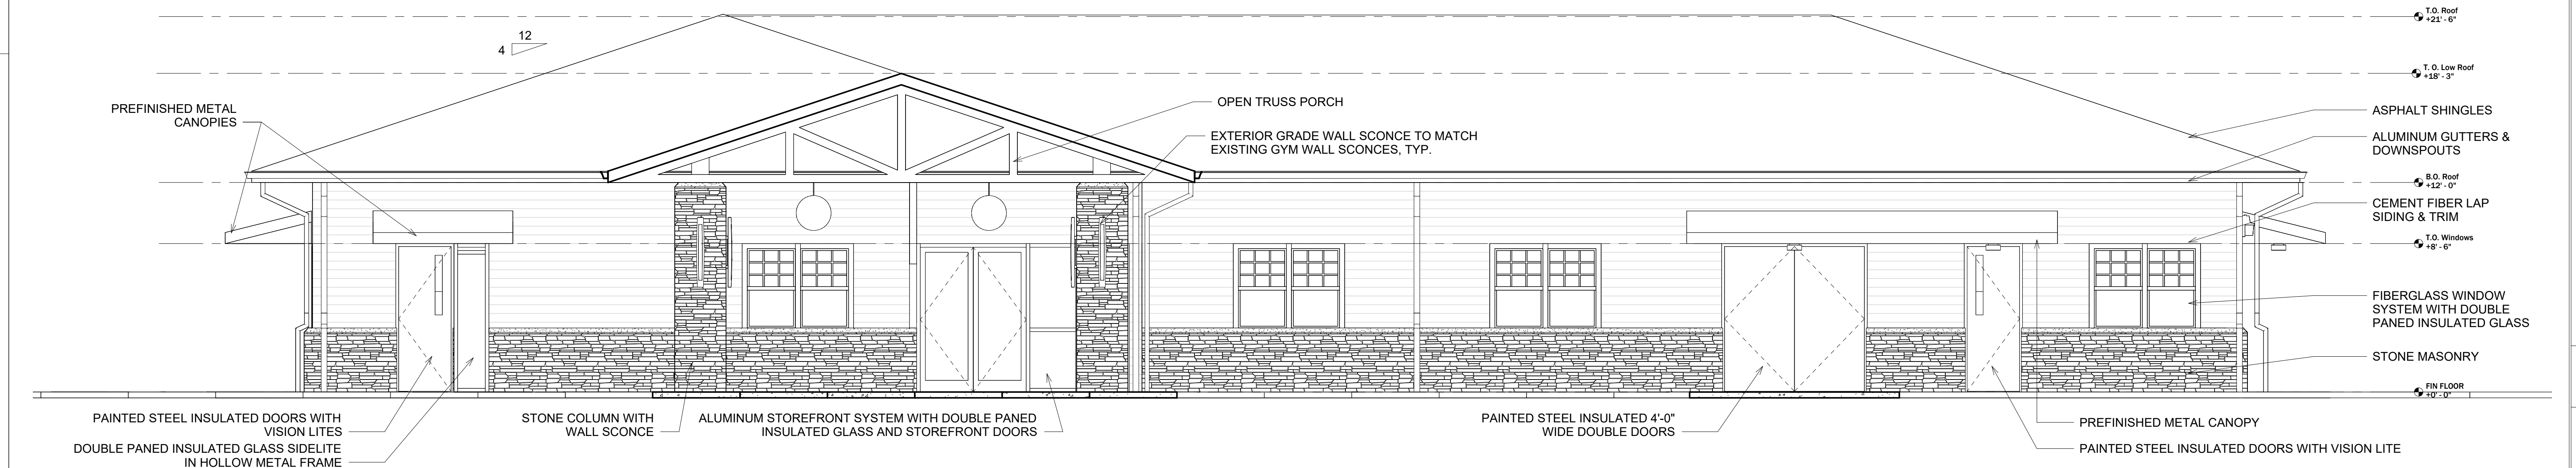 12
4
T.O. Roof
+21' - 6"
T. O. Low Roof
+18' - 3"
PREFINISHED METAL
CANOPIES
OPEN TRUSS PORCH
EXTERIOR GRADE WALL SCONCE TO MATCH
EXISTING GYM WALL SCONCES, TYP.
ASPHALT SHINGLES
ALUMINUM GUTTERS &
DOWNSPOUTS
B.O. Roof
+12' - 0"
CEMENT FIBER LAP
SIDING & TRIM
T.O. Windows
+8' - 6"
FIBERGLASS WINDOW
SYSTEM WITH DOUBLE
PANED INSULATED GLASS
STONE MASONRY
FIN FLOOR
+0' - 0"
PAINTED STEEL INSULATED DOORS WITH
VISION LITES
DOUBLE PANED INSULATED GLASS SIDELITE
IN HOLLOW METAL FRAME
STONE COLUMN WITH
WALL SCONCE
ALUMINUM STOREFRONT SYSTEM WITH DOUBLE PANED
INSULATED GLASS AND STOREFRONT DOORS
PAINTED STEEL INSULATED 4'-0"
WIDE DOUBLE DOORS
PREFINISHED METAL CANOPY
PAINTED STEEL INSULATED DOORS WITH VISION LITE